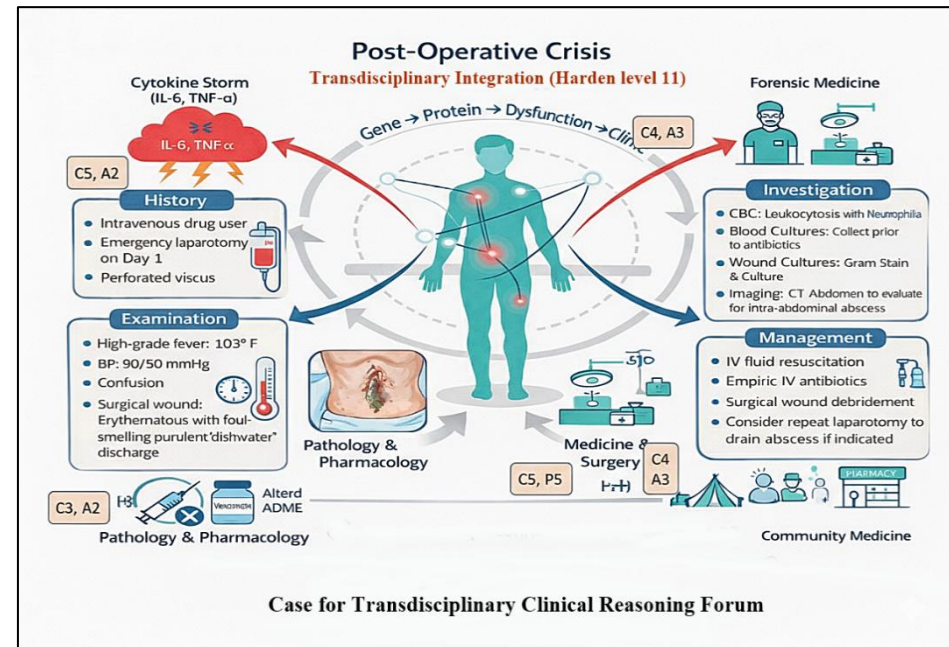 Post-Operative Crisis
Transdisciplinary Integration (Harden level 11)
Cytokine Storm
(IL-6, TNF-α)
IL-6, TNF α
C5, A2
Gene → Protein → Dysfunction → Clinic
C4, A3
Forensic Medicine
History
• Intravenous drug user
• Emergency laparotomy
on Day 1
• Perforated viscus
Examination
• High-grade fever: 103° F
• BP: 90/50 mmHg
• Confusion
• Surgical wound:
Erythematous with foul-
smelling purulent "dishwater"
discharge
Investigation
• CBC: Leukocytosis with Neurophilia
• Blood Cultures: Collect prior
to antibiotics
• Wound Cultures: Gram Stain
& Culture
• Imaging: CT Abdomen to evaluate
for intra-abdominal abscess
Management
• IV fluid resuscitation
• Empiric IV antibiotics
• Surgical wound debridement
• Consider repeat laparotomy to
drain abscess if indicated
Pathology &
Pharmacology
Medicine &
Surgery
C5, P5
C4
A3
C3, A2
Alterd
ADME
Pathology & Pharmacology
PHARMACY
Community Medicine
Case for Transdisciplinary Clinical Reasoning Forum